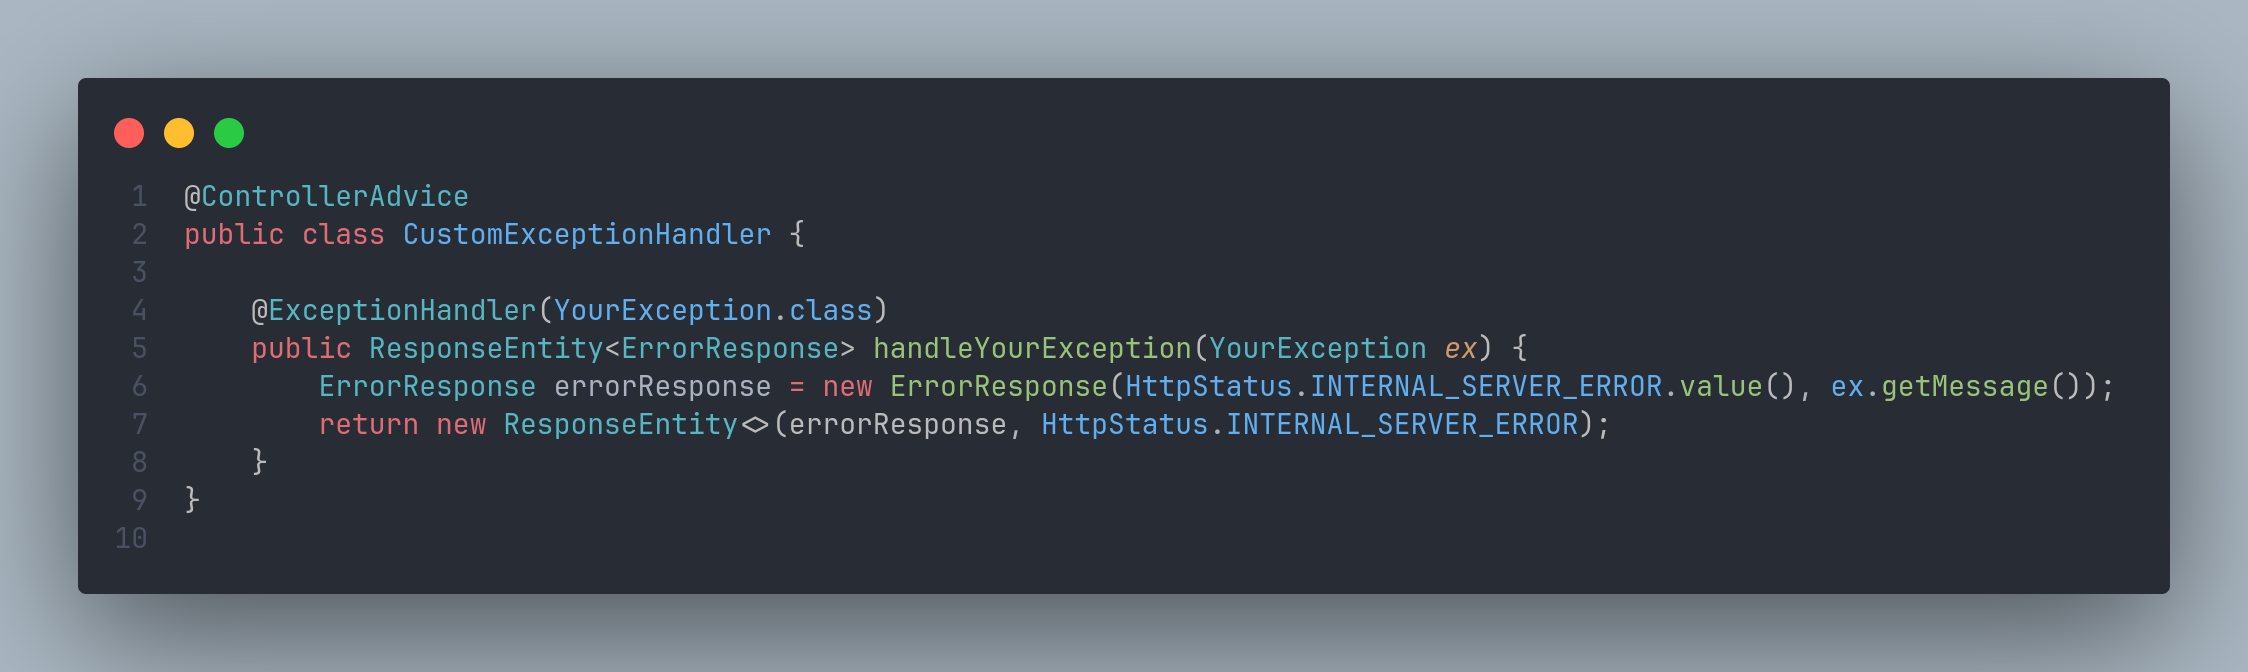 1 @ControllerAdvice
2 public class CustomExceptionHandler {
3
4     @ExceptionHandler(YourException.class)
5     public ResponseEntity<ErrorResponse> handleYourException(YourException ex) {
6         ErrorResponse errorResponse = new ErrorResponse(HttpStatus.INTERNAL_SERVER_ERROR.value(), ex.getMessage());
7         return new ResponseEntity<>(errorResponse, HttpStatus.INTERNAL_SERVER_ERROR);
8     }
9 }
10